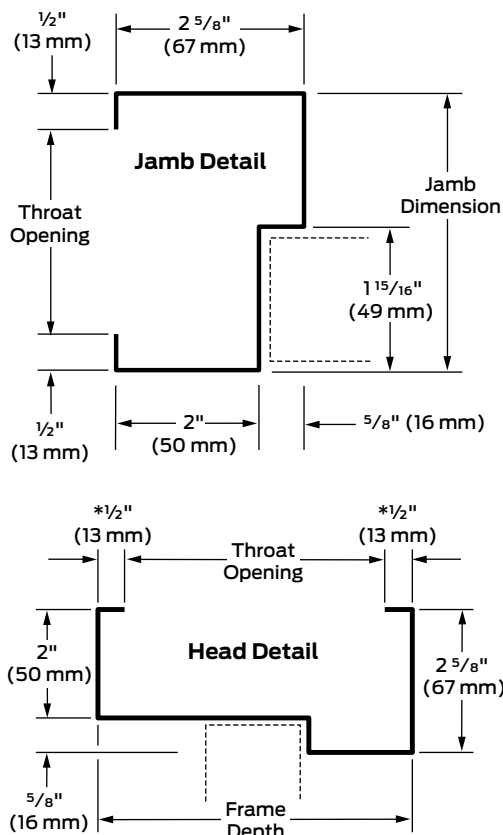 ½"
(13 mm)
2 5/8"
(67 mm)
Jamb Detail
Throat
Opening
Jamb
Dimension
1 15/16"
(49 mm)
½"
(13 mm)
2"
(50 mm)
5/8" (16 mm)
*½"
(13 mm)
Throat
Opening
*½"
(13 mm)
2"
(50 mm)
Head Detail
2 5/8"
(67 mm)
5/8"
(16 mm)
Frame
Depth